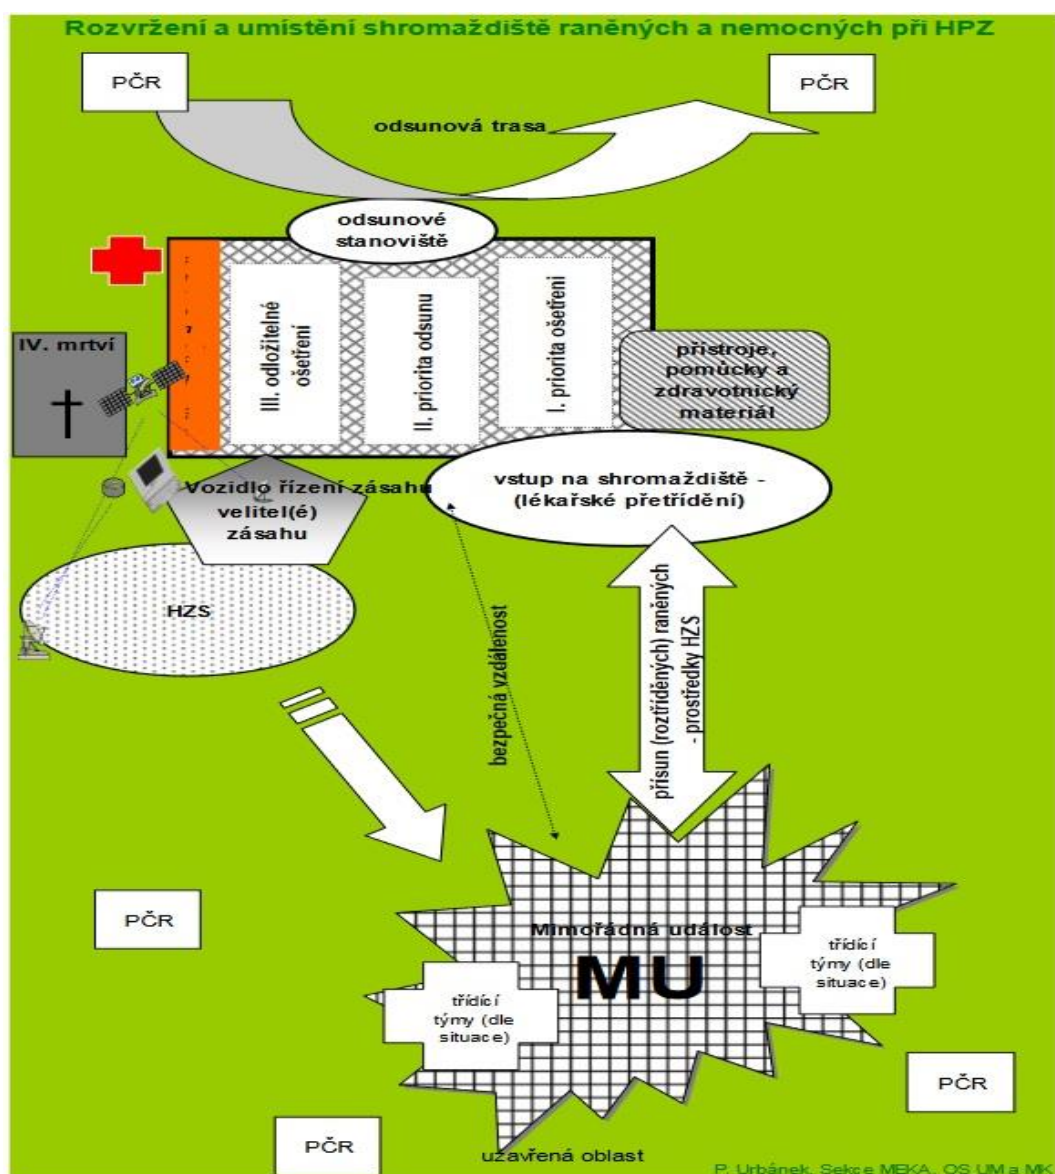 Rozvržení a umístění shromaždiště raněných a nemocných při HPZ
PČR
PČR
odsunová trasa
odsunové
stanoviště
III. odložitelné
ošetření
II. priorita odsunu
I. priorita ošetření
IV. mrtví
přístroje,
pomůcky a
zdravotnický
materiál
Vozidlo řízení zásahu
velitel(é)
zásahu
vstup na shromaždiště -
(lékařské přetřídění)
HZS
bezpečná vzdálenost
přísun (roztříděných) raněných
- prostředky HZS
PČR
Mimořádná událost
MU
třídící
týmy (dle
situace)
třídící
týmy (dle
situace)
PČR
PČR
uzavřená oblast
P. Urbánek, Sekce MEKA, OS UM a MK